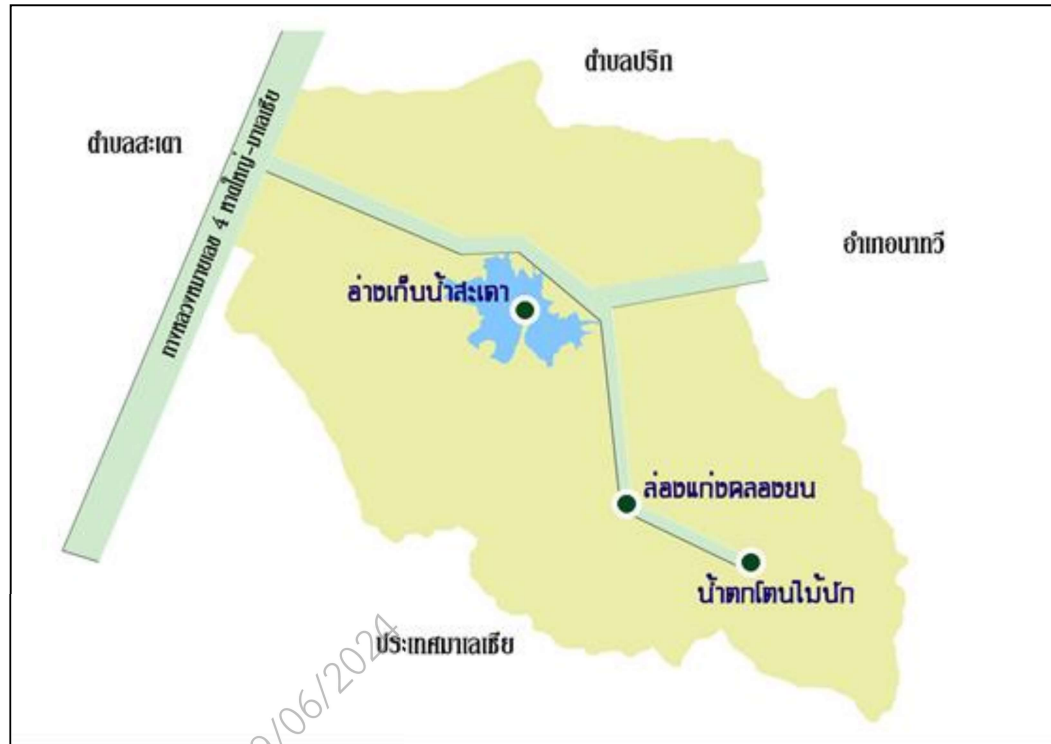 ตำบลปริก
ตำบลสะเดา
ทางหลวงหมายเลข 4 หาดใหญ่-มาเลเซีย
อำเภอนาทวี
อ่างเก็บน้ำสะเดา
ล่องแก่งคลองยน
น้ำตกโตนไม้ปัก
ประเทศมาเลเซีย
/06/2024